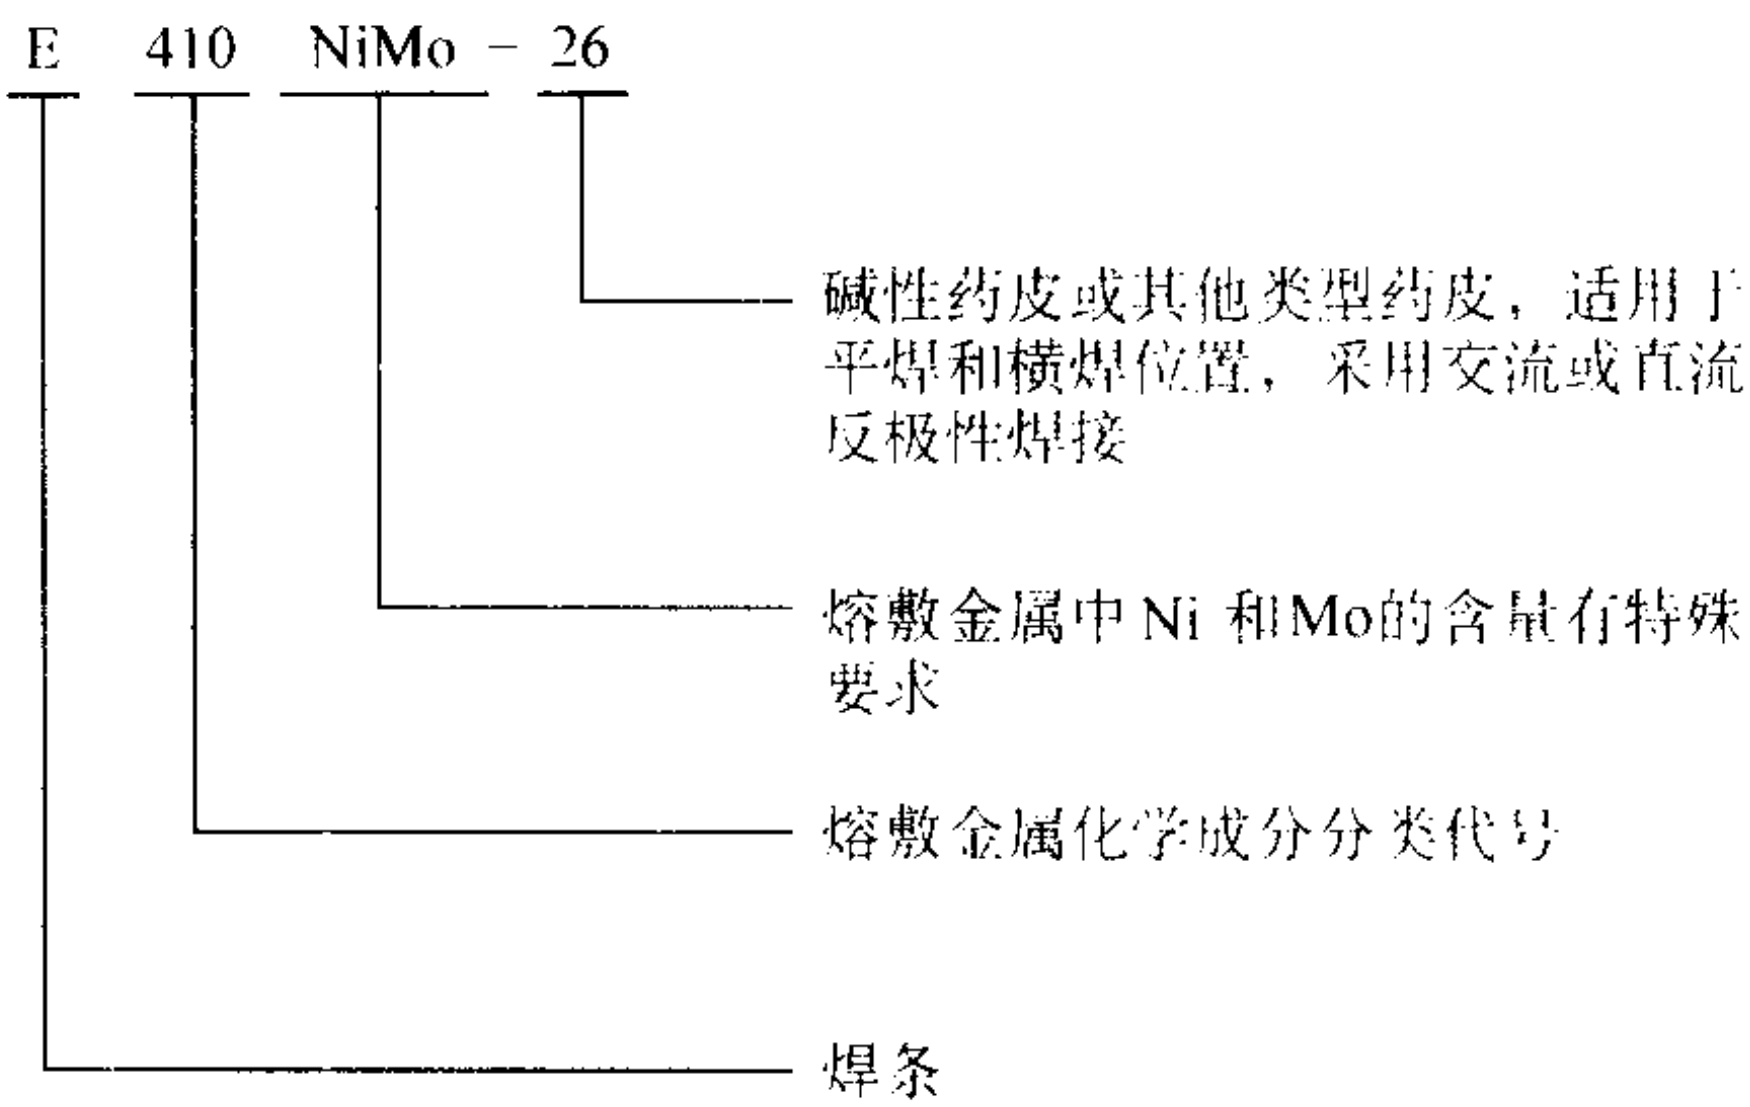 E 410 NiMo - 26
碱性药皮或其他类型药皮，适用于
平焊和横焊位置，采用交流或直流
反极性焊接
熔敷金属中 Ni 和Mo的含量有特殊
要求
熔敷金属化学成分分类代号
焊条